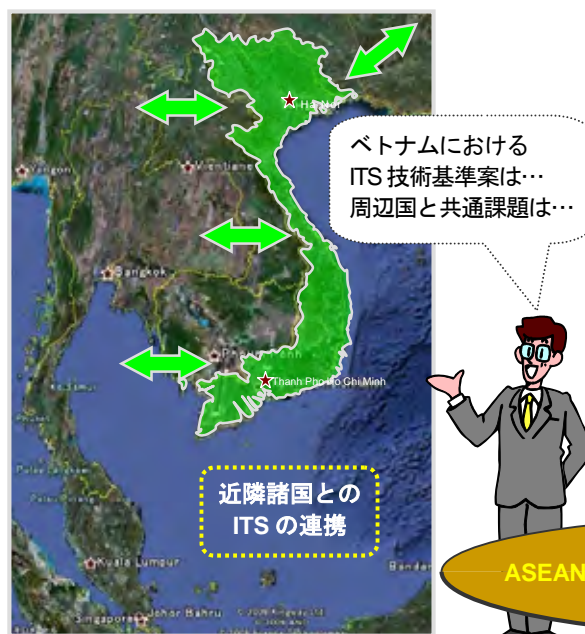 Ha Noi
ベトナムにおける
ITS 技術基準案は…
周辺国と共通課題は…
Yangon
Vientiane
Bangkok
Thanh Pho Ho Chi Minh
近隣諸国との
ITS の連携
Kuala Lumpur
Singapore
Johor Bahru
ASEAN